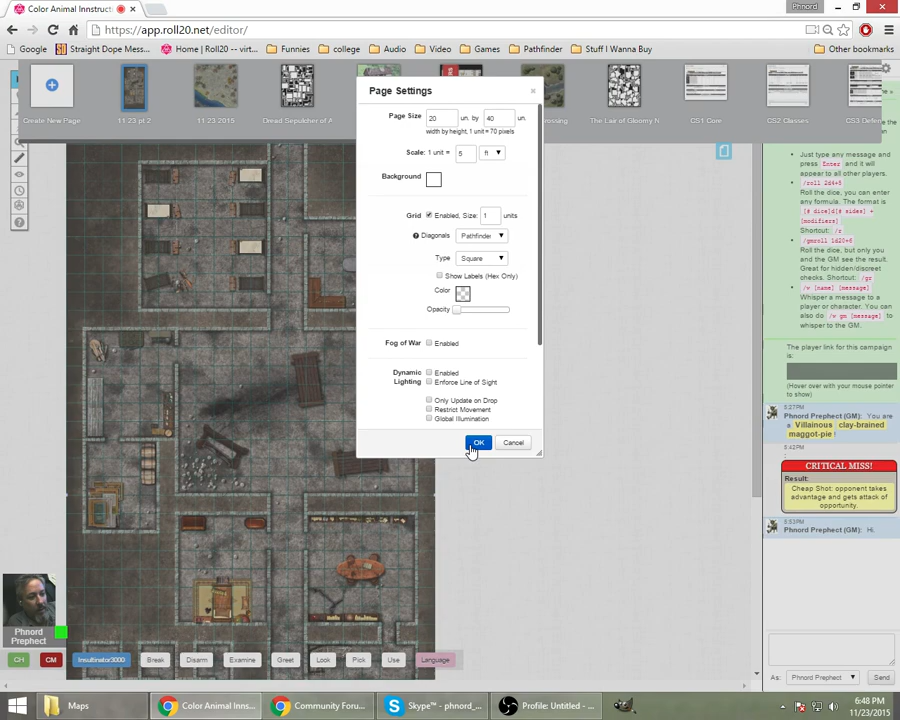 Color Animal Innstruct
Phnord
https://app.roll20.net/editor/
Google
Straight Dope Mess...
Home | Roll20 -- virt...
Funnies
college
Audio
Video
Games
Pathfinder
Stuff I Wanna Buy
Other bookmarks
Create New Page
11-23 pt 2
11 23 2015
Dread Sepulcher of A
The Lair of Gloomy N
CS1 Core
CS2 Classes
CS3 Defen
Page Settings
Page Size 20 un. by 40 un.
width by height, 1 unit = 70 pixels
Scale: 1 unit = 5 ft
Background
Grid Enabled, Size: 1 units
Diagonals Pathfinder
Type Square
Show Labels (Hex Only)
Color
Opacity
Fog of War Enabled
Dynamic Lighting Enabled
Enforce Line of Sight
Only Update on Drop
Restrict Movement
Global Illumination
OK
Cancel
Just type any message and
press Enter and it will
appear to all other players.
/roll 2d4+5
Roll the dice, you can enter
any formula. The format is
[# dice]d[# sides] +
[modifiers]
Shortcut: /r
/gmroll 1d20+6
Roll the dice, but only you
and the GM see the result.
Great for hidden/discreet
checks. Shortcut: /gr
/w [name] [message]
Whisper a message to a
player or character. You can
also do /w gm [message] to
whisper to the GM.
The player link for this campaign
is:
(Hover over with your mouse pointer
to show)
5:27PM
Phnord Prephect (GM): You are
a Villainous clay-brained
maggot-pie !
5:42PM
:
CRITICAL MISS!
Result:
Cheap Shot: opponent takes
advantage and gets attack of
opportunity.
5:53PM
Phnord Prephect (GM): Hi.
Phnord
Prephect
CH
CM
Insultinator3000
Break
Disarm
Examine
Greet
Look
Pick
Use
Language
As: Phnord Prephect
Send
Maps
Color Animal Inns...
Combinatory Foru...
Skype™ - phnord_...
Profile: Untitled - ...
6:48 PM
11/23/2015